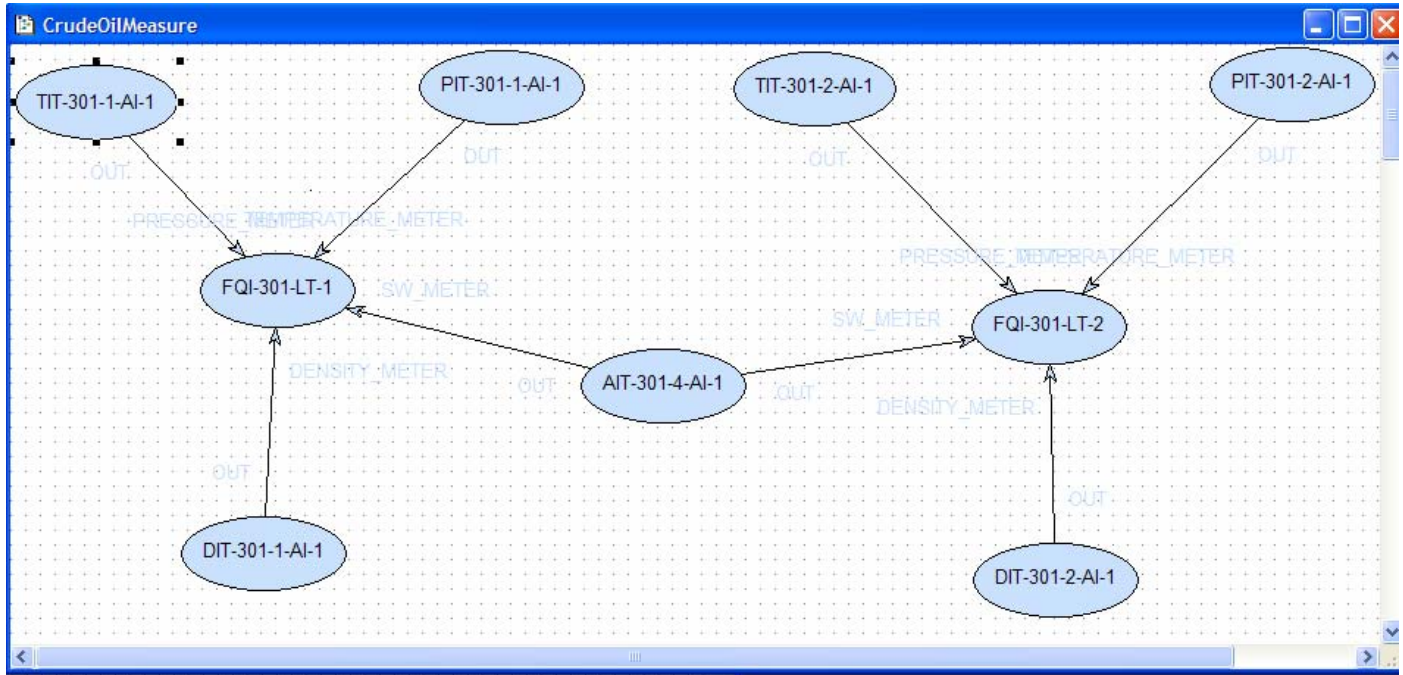 CrudeOilMeasure
TIT-301-1-AI-1
PIT-301-1-AI-1
TIT-301-2-AI-1
PIT-301-2-AI-1
OUT
OUT
OUT
OUT
PRESSURE_METER
TEMPERATURE_METER
PRESSURE_METER
TEMPERATURE_METER
FQI-301-LT-1
SW_METER
SW_METER
FQI-301-LT-2
DENSITY_METER
OUT
AIT-301-4-AI-1
OUT
DENSITY_METER
OUT
OUT
DIT-301-1-AI-1
DIT-301-2-AI-1